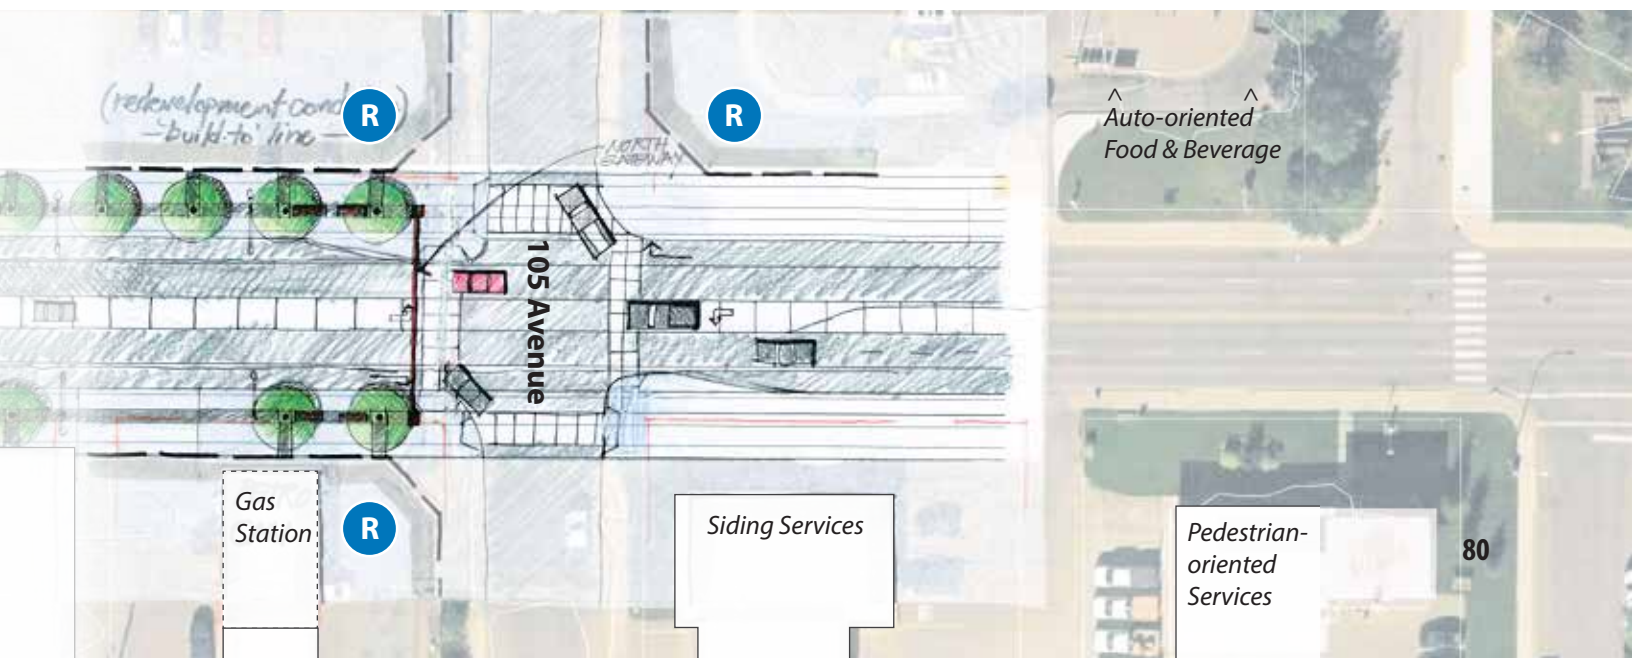 (redevelopment cond
R
)
- build-to' line -
R
NORTH
GATEWAY
^ ^
Auto-oriented
Food & Beverage
105 Avenue
Gas
Station
R
Siding Services
Pedestrian-
oriented
Services
80